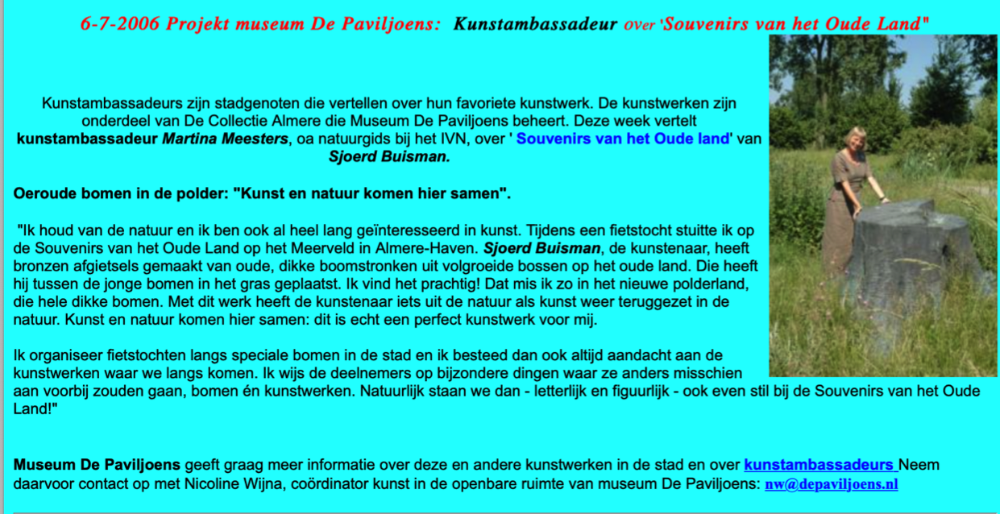 6-7-2006 Projekt museum De Paviljoens: Kunstambassadeur over 'Souvenirs van het Oude Land"
Kunstambassadeurs zijn stadgenoten die vertellen over hun favoriete kunstwerk. De kunstwerken zijn
onderdeel van De Collectie Almere die Museum De Paviljoens beheert. Deze week vertelt
kunstambassadeur Martina Meesters, oa natuurgids bij het IVN, over ' Souvenirs van het Oude land' van
Sjoerd Buisman.
Oeroude bomen in de polder: "Kunst en natuur komen hier samen".
"Ik houd van de natuur en ik ben ook al heel lang geïnteresseerd in kunst. Tijdens een fietstocht stuitte ik op
de Souvenirs van het Oude Land op het Meerveld in Almere-Haven. Sjoerd Buisman, de kunstenaar, heeft
bronzen afgietsels gemaakt van oude, dikke boomstronken uit volgroeide bossen op het oude land. Die heeft
hij tussen de jonge bomen in het gras geplaatst. Ik vind het prachtig! Dat mis ik zo in het nieuwe polderland,
die hele dikke bomen. Met dit werk heeft de kunstenaar iets uit de natuur als kunst weer teruggezet in de
natuur. Kunst en natuur komen hier samen: dit is echt een perfect kunstwerk voor mij.
Ik organiseer fietstochten langs speciale bomen in de stad en ik besteed dan ook altijd aandacht aan de
kunstwerken waar we langs komen. Ik wijs de deelnemers op bijzondere dingen waar ze anders misschien
aan voorbij zouden gaan, bomen én kunstwerken. Natuurlijk staan we dan - letterlijk en figuurlijk - ook even stil bij de Souvenirs van het Oude
Land!"
Museum De Paviljoens geeft graag meer informatie over deze en andere kunstwerken in de stad en over kunstambassadeurs Neem
daarvoor contact op met Nicoline Wijna, coördinator kunst in de openbare ruimte van museum De Paviljoens: nw@depaviljoens.nl